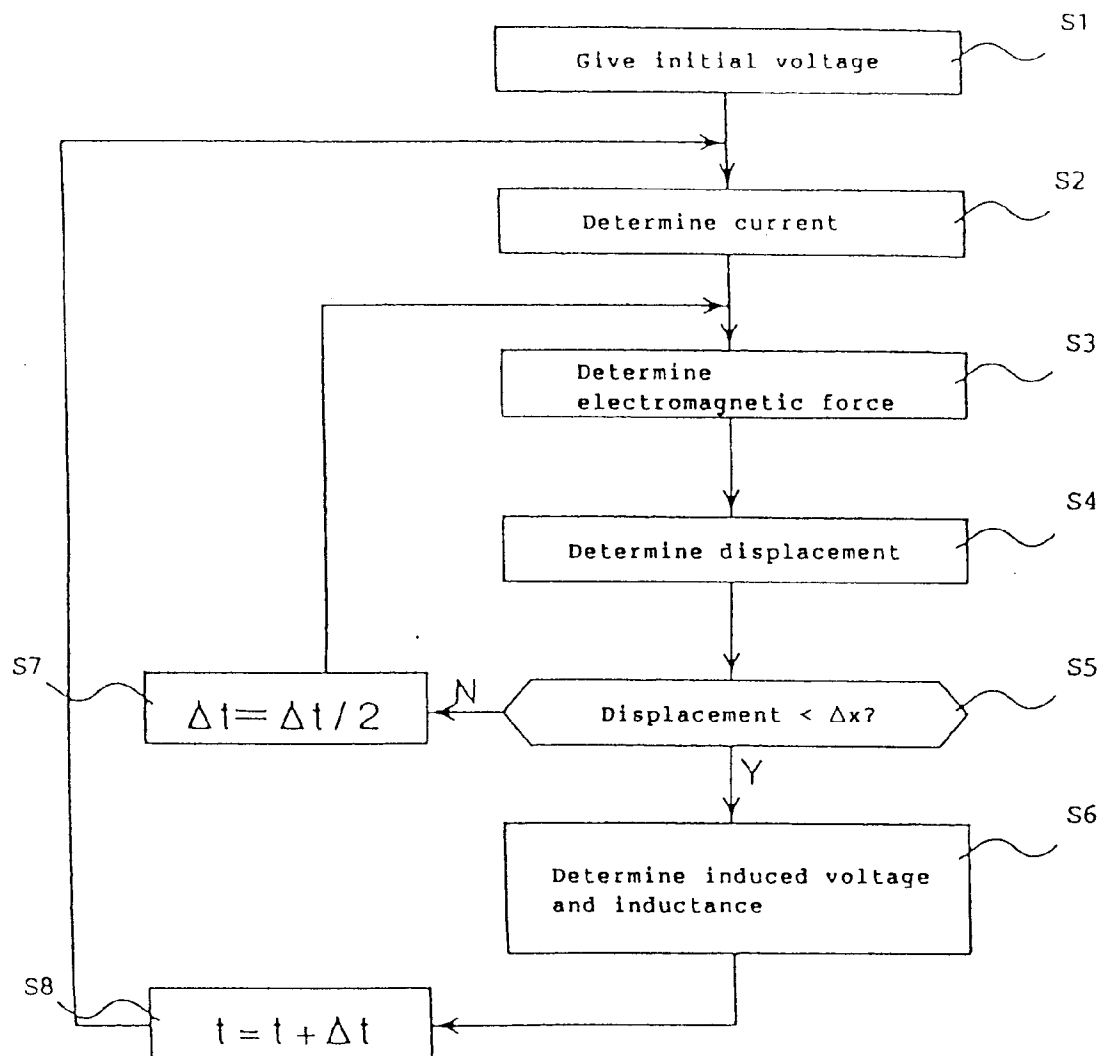 S1
Give initial voltage
S2
Determine current
S3
Determine
electromagnetic force
S4
Determine displacement
S5
Displacement < Δx?
N
S7
Δt=Δt/2
Y
S6
Determine induced voltage
and inductance
S8
t=t+Δt